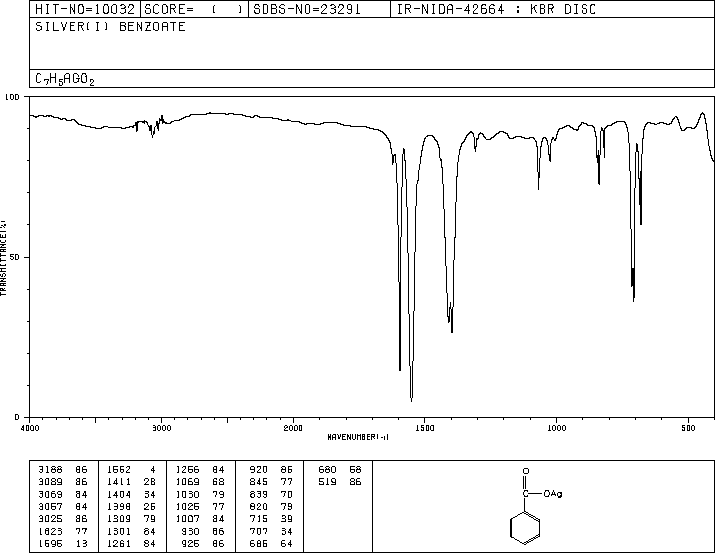 HIT-NO=10032 SCORE= ( ) SDBS-NO=23291 IR-NIDA-42664 : KBR DISC
SILVER(I) BENZOATE
C₇H₅AGO₂
100
50
0
TRANSMITTANCE(%)
4000 3000 2000 1500 1000 500
WAVENUMBER(-1)
3188 86 1552 4 1256 84 920 85 680 58
3089 86 1411 28 1069 68 845 77 519 86
3069 84 1404 34 1030 79 839 70
3057 84 1398 26 1025 77 820 79
3025 86 1309 79 1007 84 715 39
1623 77 1301 84 930 86 707 34
1595 13 1261 84 925 86 686 64
O
C
OAg